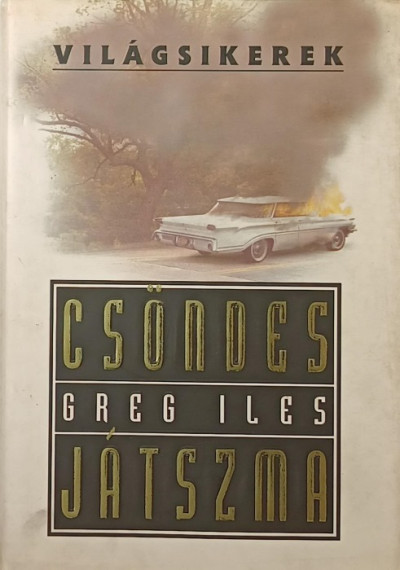 VILÁGSIKEREK
CSÖNDES
GREG ILES
JÁTSZMA